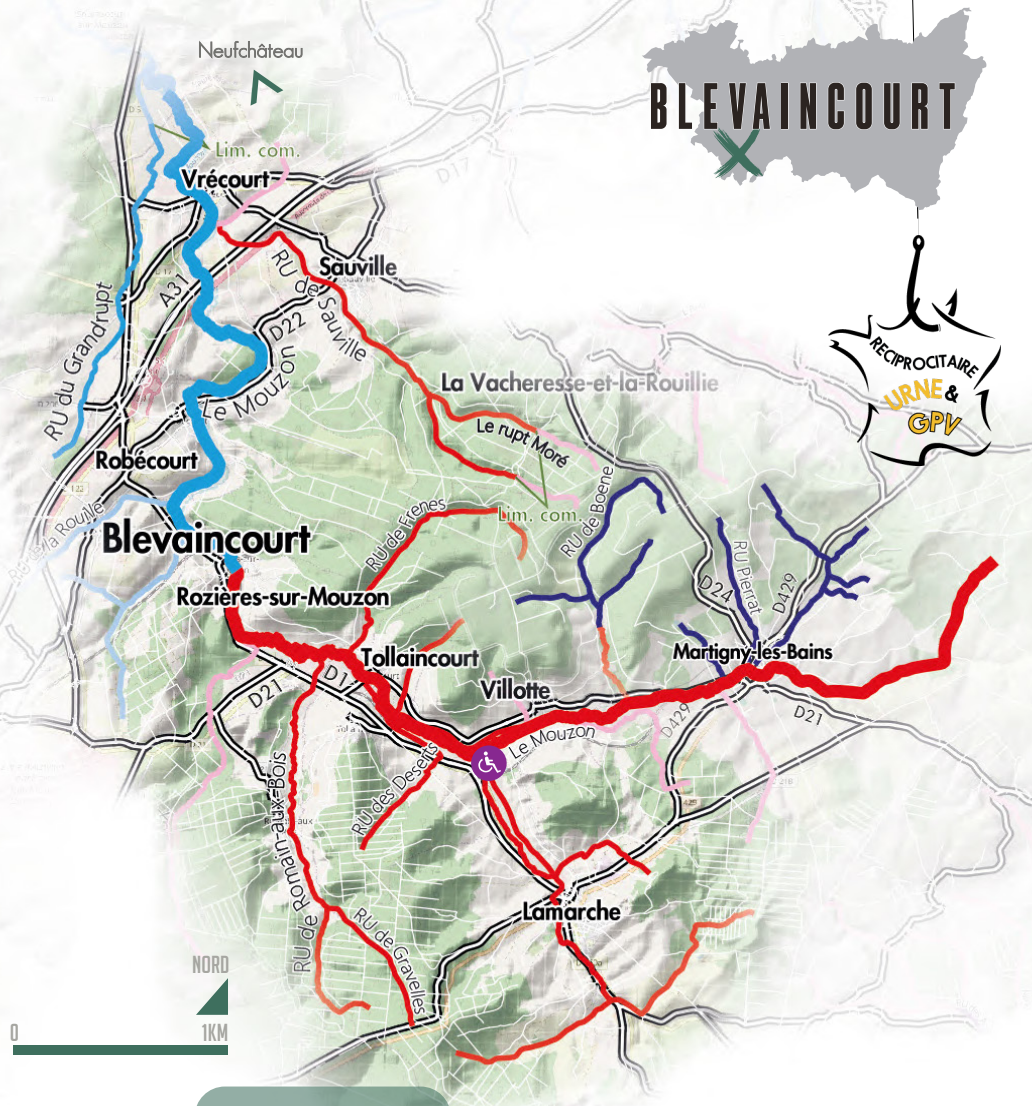 Neufchâteau
BLEVAINCOURT
Lim. com.
Vrécourt
D17
Sauville
RU de Sauville
A31
D22
RU du Grandrupt
Le Mouzon
RECIPROCITAIRE
URNE &
GPV
La Vacheresse-et-la-Rouillie
Le rupt Moré
Robécourt
Lim. com.
RU de Frenes
RU de Boene
Blevaincourt
RU Pierrat
D24
D429
Rozières-sur-Mouzon
Tollaincourt
Martigny-les-Bains
D21
Villotte
D21
D429
Le Mouzon
RU des Deserts
RU de Romain-aux-Bois
Lamarche
RU de Gravelles
NORD
0
1KM